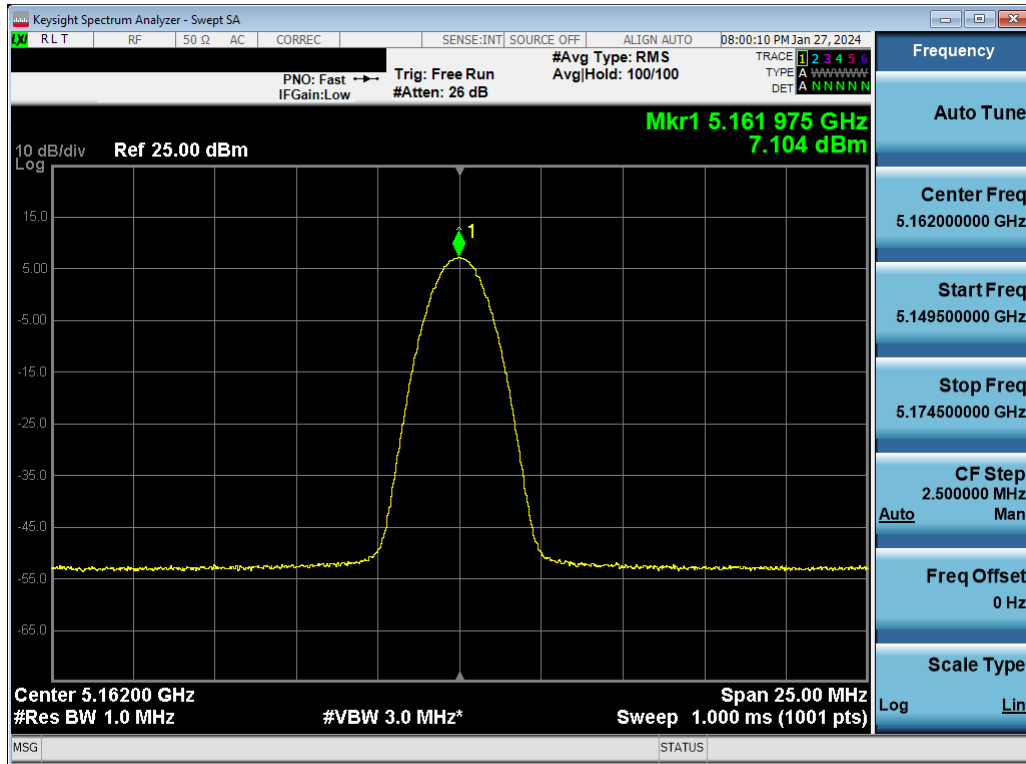 Keysight Spectrum Analyzer - Swept SA
LXI RLT RF 50 Ω AC CORREC SENSE:INT SOURCE OFF ALIGN AUTO 08:00:10 PM Jan 27, 2024
PNO: Fast
IFGain:Low
Trig: Free Run
#Atten: 26 dB
#Avg Type: RMS
Avg|Hold: 100/100
TRACE 1 2 3 4 5 6
TYPE A WWWWW
DET A N N N N N
Mkr1 5.161 975 GHz
7.104 dBm
10 dB/div Ref 25.00 dBm
Log
15.0
5.00
-5.00
-15.0
-25.0
-35.0
-45.0
-55.0
-65.0
1
Center 5.16200 GHz Span 25.00 MHz
#Res BW 1.0 MHz #VBW 3.0 MHz* Sweep 1.000 ms (1001 pts)
MSG STATUS
Frequency
Auto Tune
Center Freq
5.162000000 GHz
Start Freq
5.149500000 GHz
Stop Freq
5.174500000 GHz
CF Step
2.500000 MHz
Auto Man
Freq Offset
0 Hz
Scale Type
Log Lin